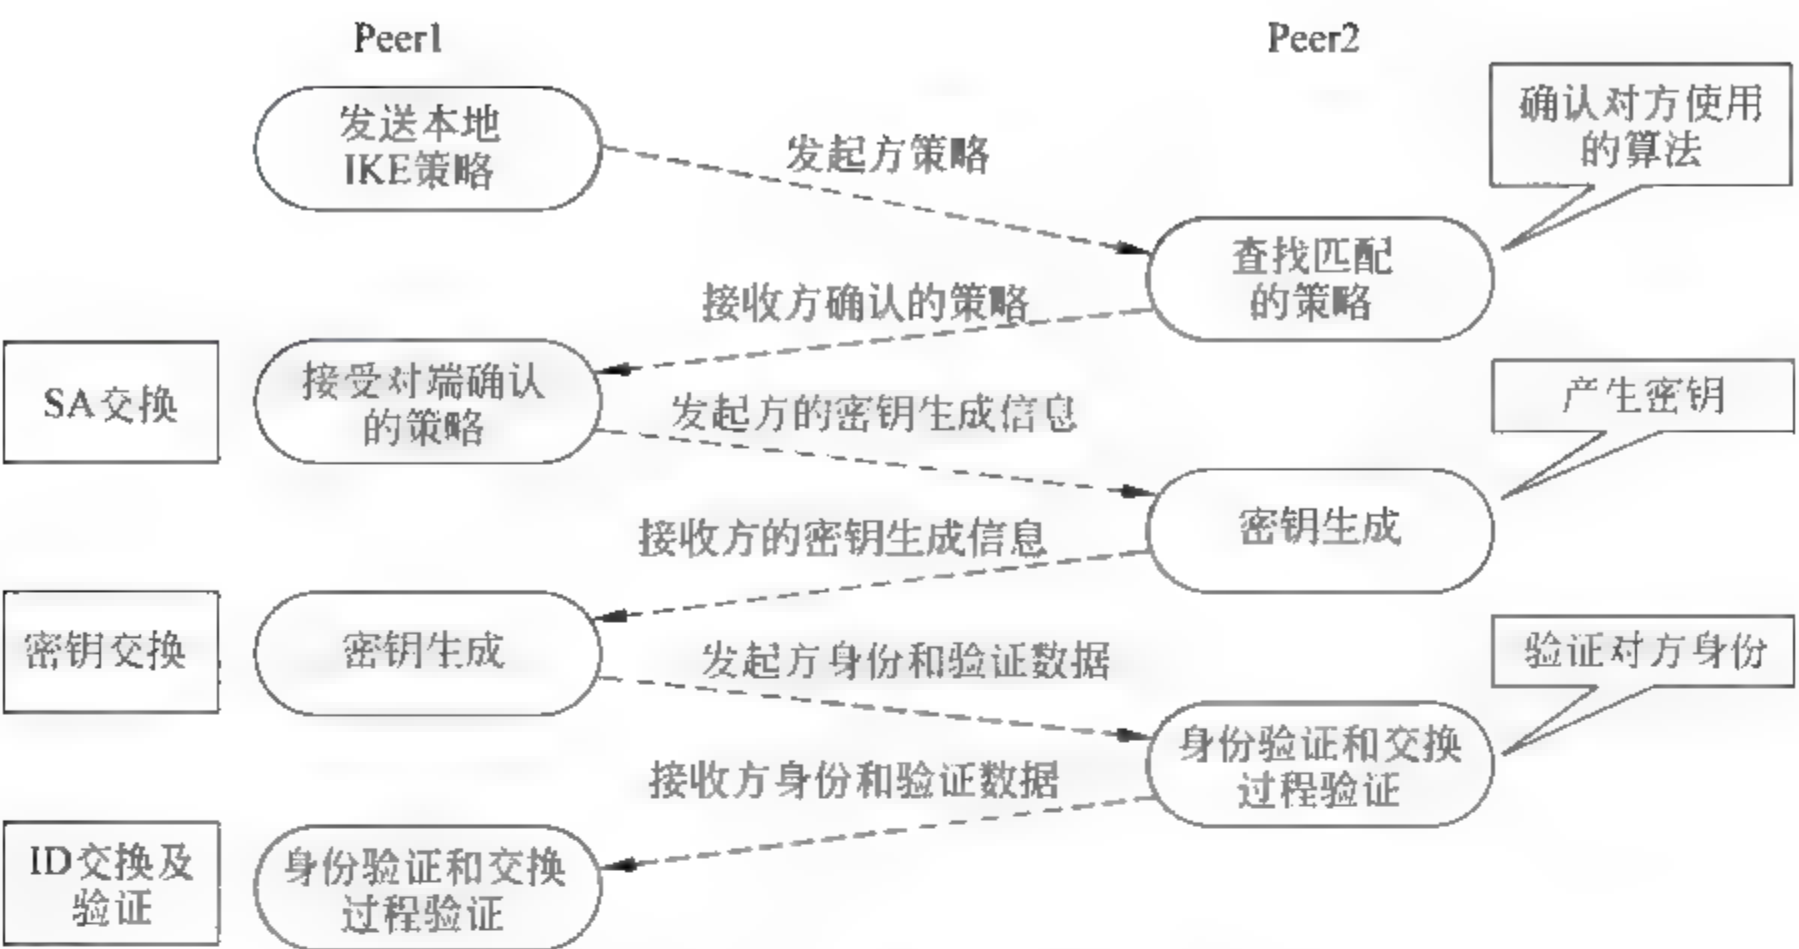 Peer1
Peer2
发送本地
IKE策略
发起方策略
确认对方使用
的算法
查找匹配
的策略
接收方确认的策略
SA交换
接受对端确认
的策略
发起方的密钥生成信息
产生密钥
密钥生成
接收方的密钥生成信息
密钥交换
密钥生成
发起方身份和验证数据
验证对方身份
身份验证和交换
过程验证
接收方身份和验证数据
ID交换及
验证
身份验证和交换
过程验证